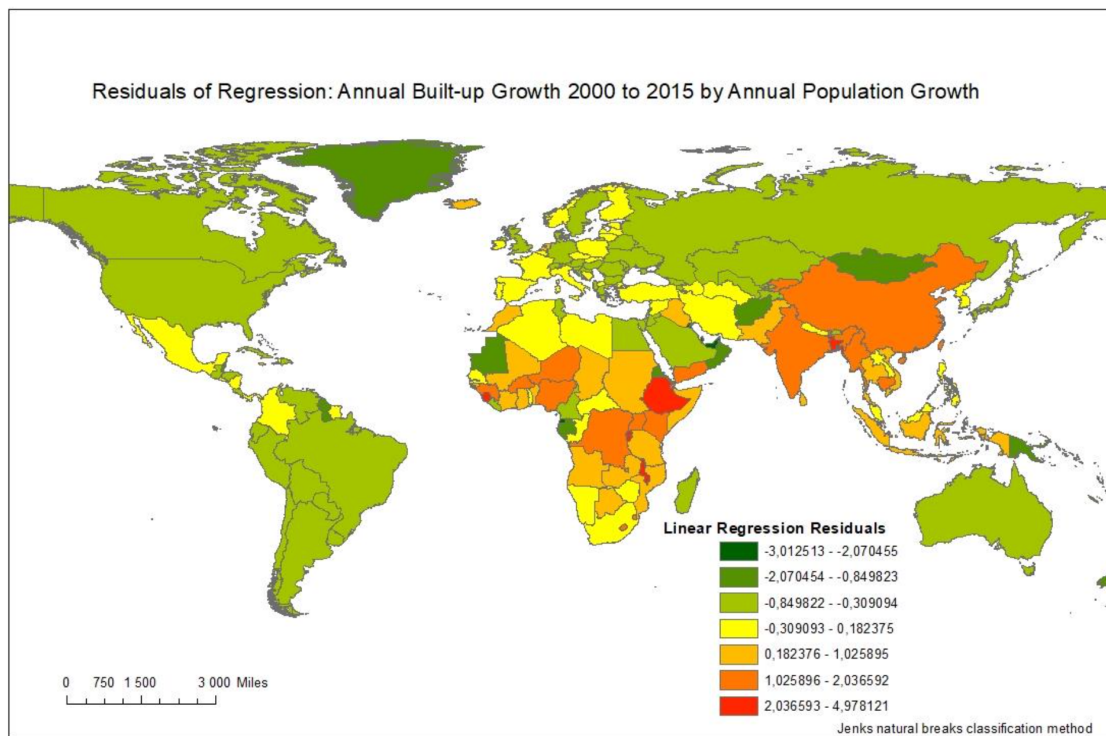 Residuals of Regression: Annual Built-up Growth 2000 to 2015 by Annual Population Growth
Linear Regression Residuals
-3,012513 - -2,070455
-2,070454 - -0,849823
-0,849822 - -0,309094
-0,309093 - 0,182375
0,182376 - 1,025895
1,025896 - 2,036592
2,036593 - 4,978121
0 750 1 500 3 000 Miles
Jenks natural breaks classification method